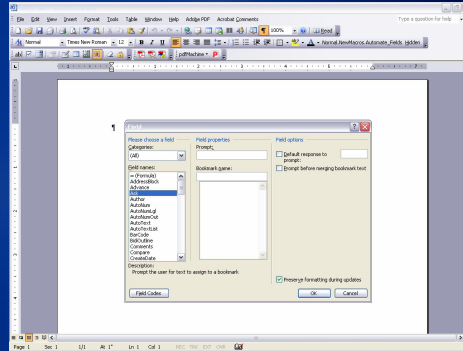 File Edit View Insert Format Tools Table Window Help Adobe PDF Acrobat Comments Type a question for help
100% Read
Normal Times New Roman 12 B I U Normal.NewMacros.Automate_Fields Hidden
pdfMachine
Field
Please choose a field Field properties Field options
Categories: Prompt: Default response to prompt:
(All)
Prompt before merging bookmark text
Field names: Bookmark name:
= (Formula)
AddressBlock
Advance
Ask
Author
AutoNum
AutoNumLgl
AutoNumOut
AutoText
AutoTextList
BarCode
BidiOutline
Comments
Compare
CreateDate
Description:
Prompt the user for text to assign to a bookmark
Preserve formatting during updates
Field Codes OK Cancel
Page 1 Sec 1 1/1 At 1" Ln 1 Col 1 REC TRK EXT OVR